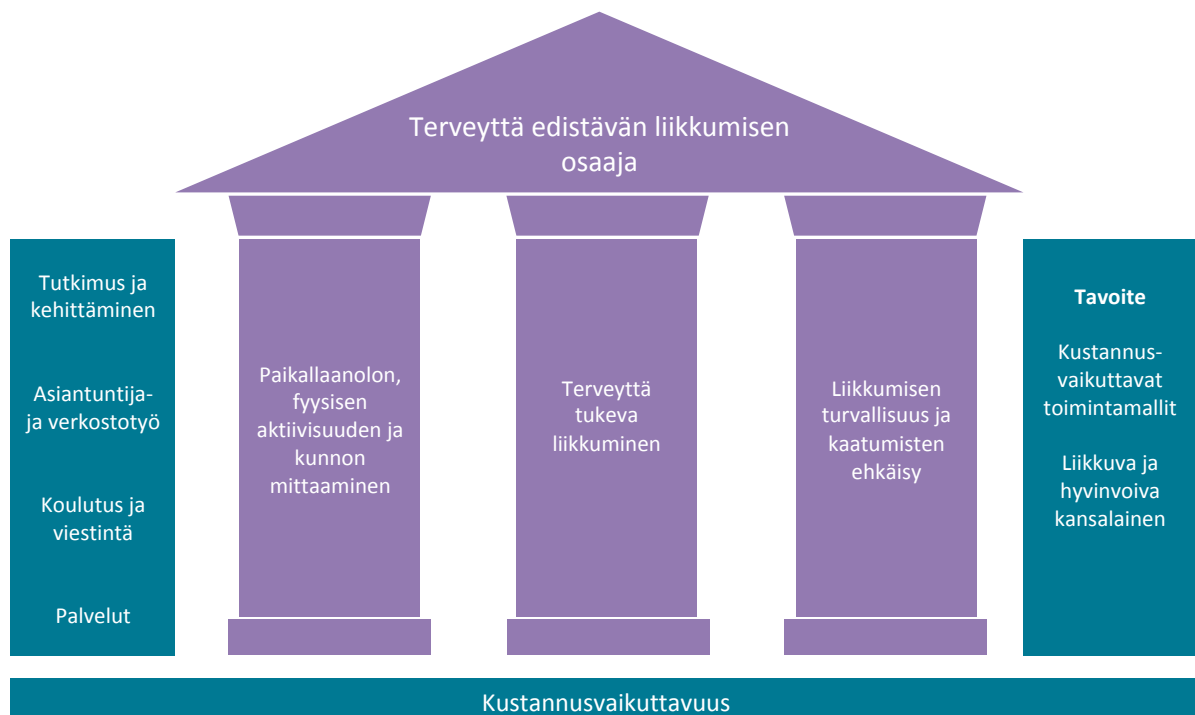 Terveyttä edistävän liikkumisen
osaaja
Tutkimus ja
kehittäminen
Asiantuntija-
ja verkostotyö
Koulutus ja
viestintä
Palvelut
Paikallaanolon,
fyysisen
aktiivisuuden ja
kunnon
mittaaminen
Terveyttä
tukeva
liikkuminen
Liikkumisen
turvallisuus ja
kaatumisten
ehkäisy
Tavoite
Kustannus-
vaikuttavat
toimintamallit
Liikkuva ja
hyvinvoiva
kansalainen
Kustannusvaikuttavuus